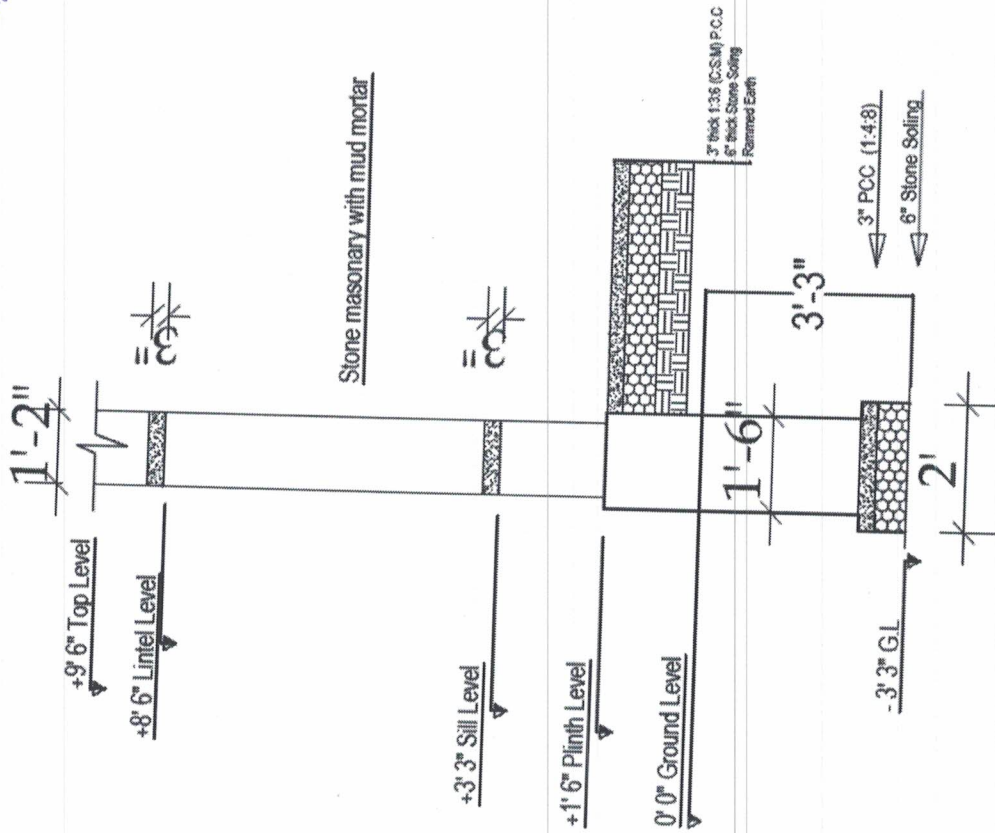 1'-2"
+9' 6" Top Level
+8' 6" Lintel Level
3"
Stone masonary with mud mortar
+3' 3" Sill Level
3"
+1' 6" Plinth Level
3" thick 1:3:6 (C:S:M) P.C.C
6" thick Stone Soling
Rammed Earth
0' 0" Ground Level
1'-6"
3'-3"
3" PCC (1:4:8)
6" Stone Soling
- 3' 3" G.L
2'